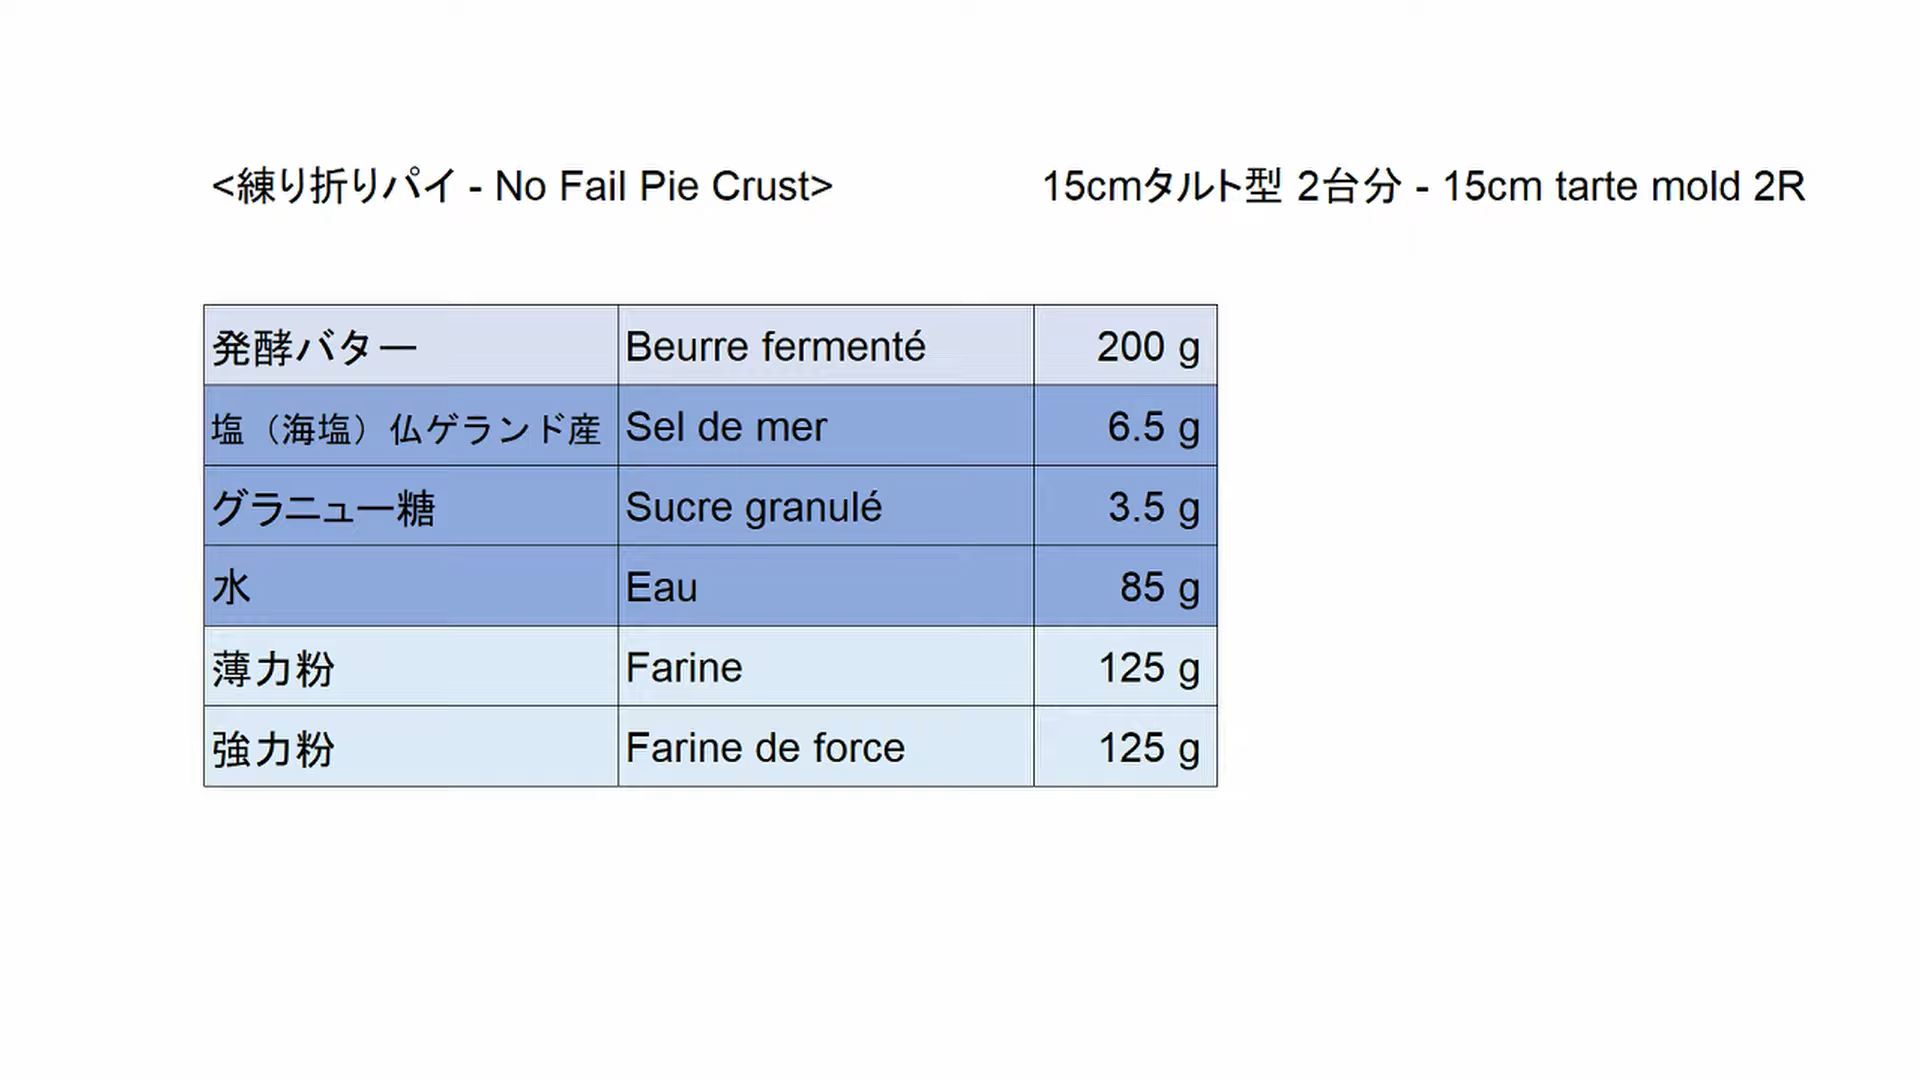 <練り折りパイ - No Fail Pie Crust> 15cmタルト型 2台分 - 15cm tarte mold 2R
発酵バター Beurre fermenté 200 g
塩（海塩）仏ゲランド産 Sel de mer 6.5 g
グラニュー糖 Sucre granulé 3.5 g
水 Eau 85 g
薄力粉 Farine 125 g
強力粉 Farine de force 125 g